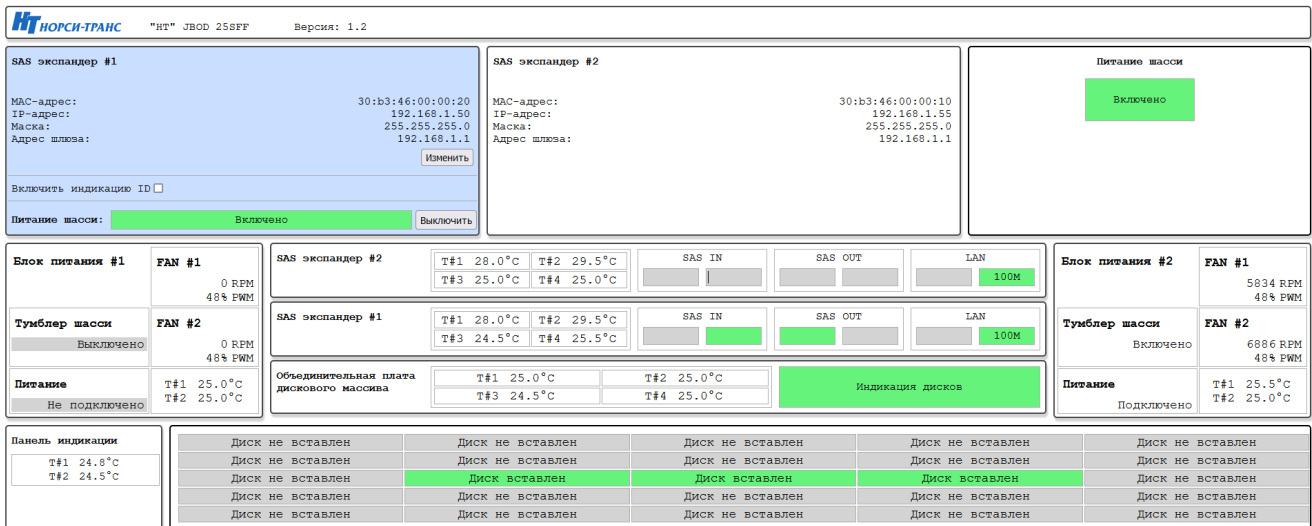 НТ НОРСИ-ТРАНС "НТ" JBOD 25SFF Версия: 1.2
SAS экспандер #1
MAC-адрес: 30:b3:46:00:00:20
IP-адрес: 192.168.1.50
Маска: 255.255.255.0
Адрес шлюза: 192.168.1.1
Изменить
Включить индикацию ID
Питание шасси: Включено Выключить
SAS экспандер #2
MAC-адрес: 30:b3:46:00:00:10
IP-адрес: 192.168.1.55
Маска: 255.255.255.0
Адрес шлюза: 192.168.1.1
Питание шасси
Включено
Блок питания #1 FAN #1
0 RPM
48% PWM
Тумблер шасси FAN #2
Выключено 0 RPM
48% PWM
Питание T#1 25.0°C
Не подключено T#2 25.0°C
SAS экспандер #2 SAS IN SAS OUT LAN
T#1 28.0°C T#2 29.5°C
T#3 25.0°C T#4 25.0°C 100M
SAS экспандер #1 SAS IN SAS OUT LAN
T#1 28.0°C T#2 29.5°C
T#3 24.5°C T#4 25.5°C 100M
Объединительная плата
дискового массива
T#1 25.0°C T#2 25.0°C
T#3 24.5°C T#4 25.0°C
Индикация дисков
Блок питания #2 FAN #1
5834 RPM
48% PWM
Тумблер шасси FAN #2
Включено 6886 RPM
48% PWM
Питание T#1 25.5°C
Подключено T#2 25.0°C
Панель индикации
T#1 24.8°C
T#2 24.5°C
Диск не вставлен Диск не вставлен Диск не вставлен Диск не вставлен Диск не вставлен
Диск не вставлен Диск не вставлен Диск не вставлен Диск не вставлен Диск не вставлен
Диск не вставлен Диск вставлен Диск вставлен Диск вставлен Диск не вставлен
Диск не вставлен Диск не вставлен Диск не вставлен Диск не вставлен Диск не вставлен
Диск не вставлен Диск не вставлен Диск не вставлен Диск не вставлен Диск не вставлен